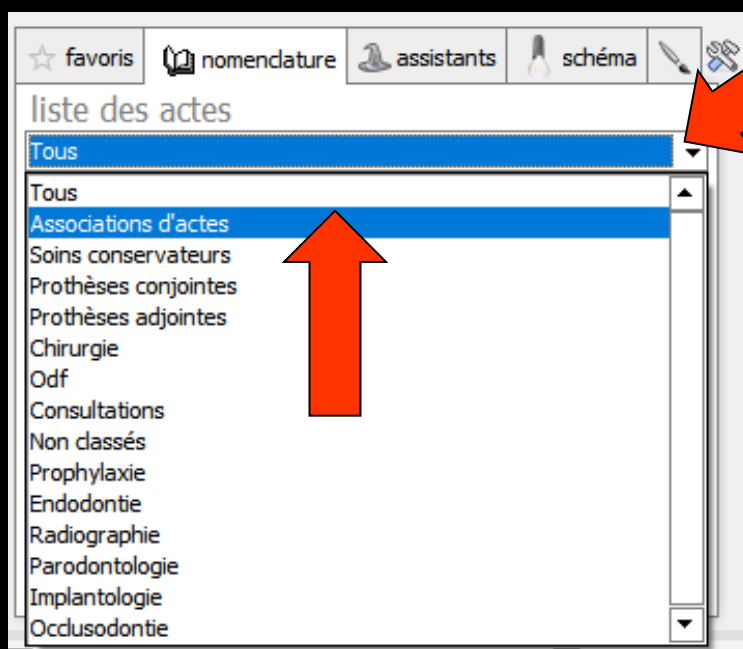 favoris nomenclature assistants schéma
liste des actes
Tous
Tous
Associations d'actes
Soins conservateurs
Prothèses conjointes
Prothèses adjointes
Chirurgie
Odf
Consultations
Non classés
Prophylaxie
Endodontie
Radiographie
Parodontologie
Implantologie
Occlusodontie